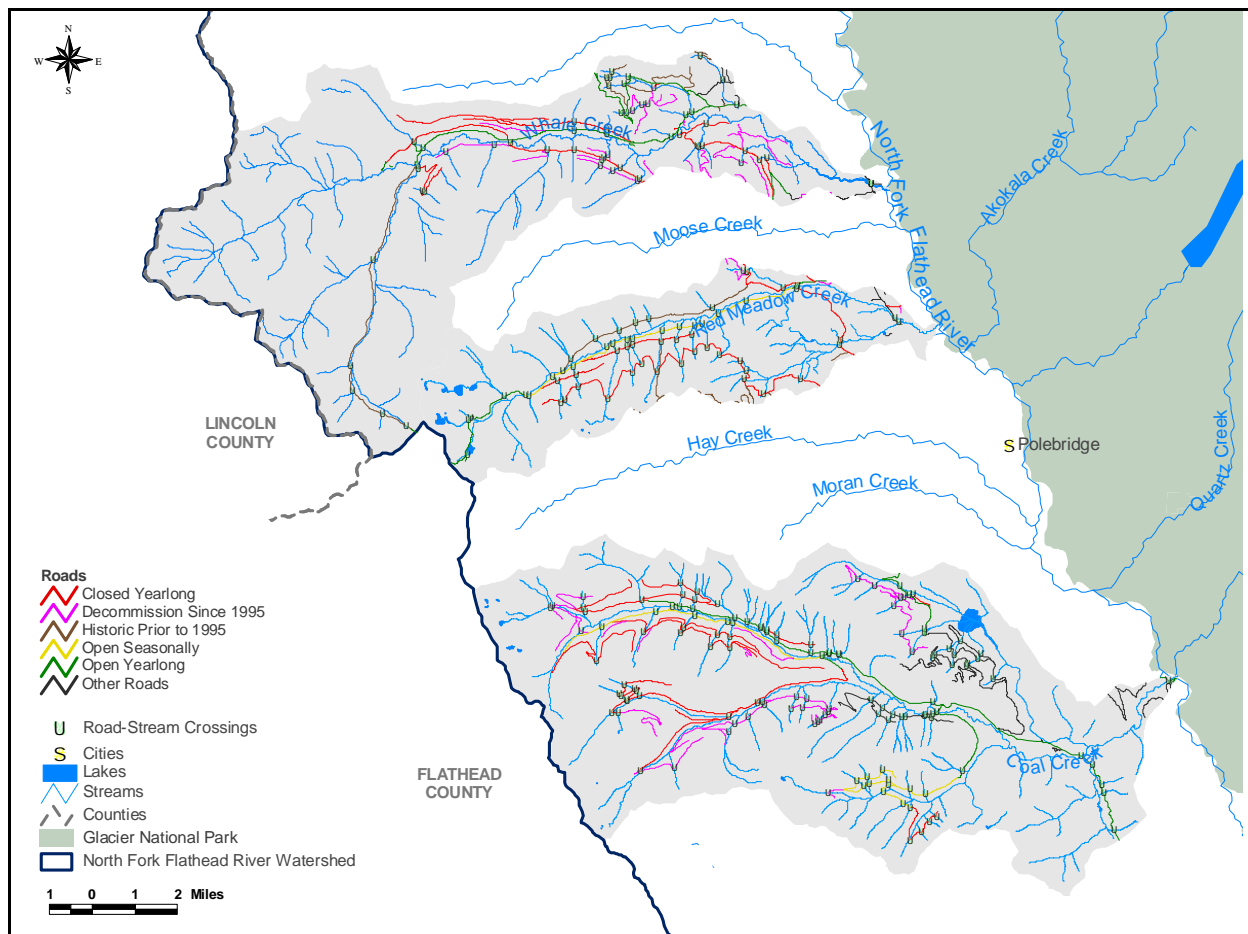 N
W E
S
Whale Creek
North Fork Flathead River
Akokala Creek
Moose Creek
Red Meadow Creek
LINCOLN
COUNTY
Hay Creek
S Polebridge
Moran Creek
Quartz Creek
Roads
Closed Yearlong
Decommission Since 1995
Historic Prior to 1995
Open Seasonally
Open Yearlong
Other Roads
U Road-Stream Crossings
S Cities
Lakes
Streams
Counties
Glacier National Park
North Fork Flathead River Watershed
FLATHEAD
COUNTY
Coal Creek
1 0 1 2 Miles